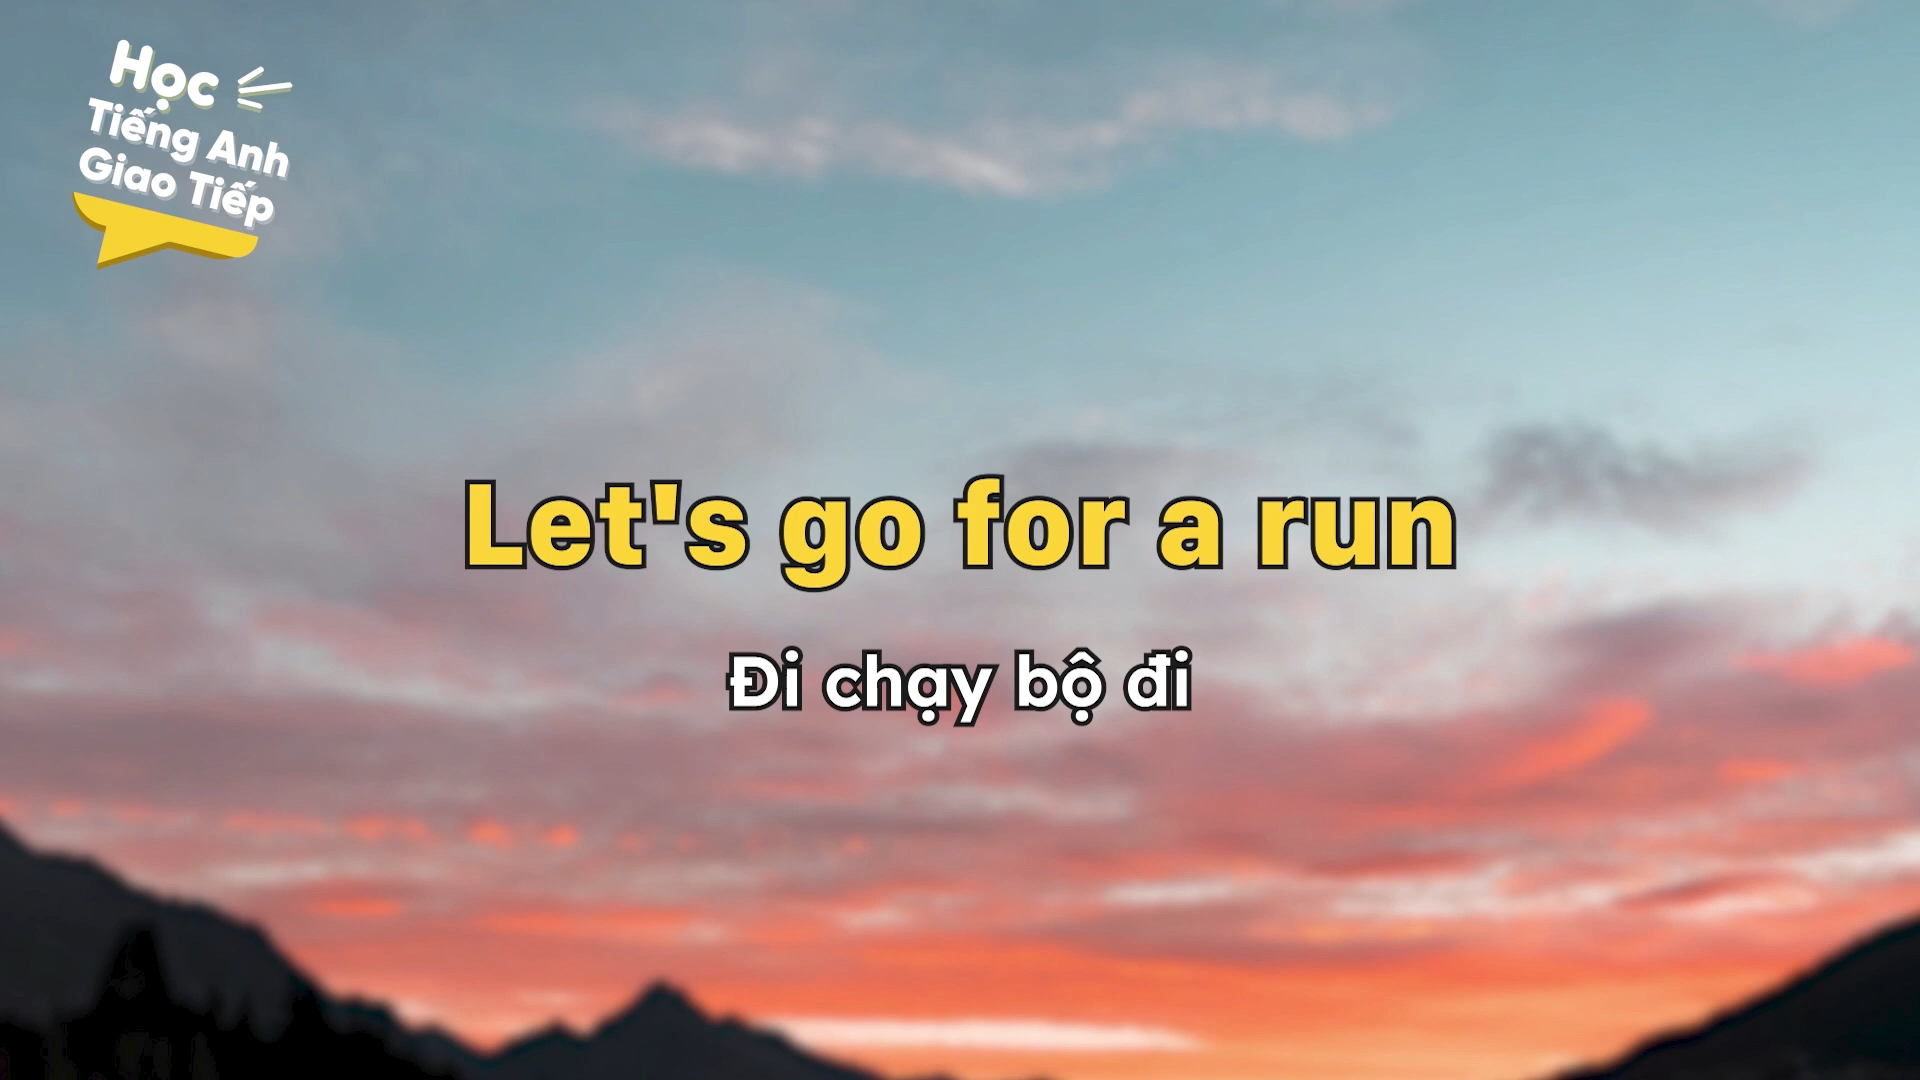 Học
Tiếng Anh
Giao Tiếp
Let's go for a run
Đi chạy bộ đi